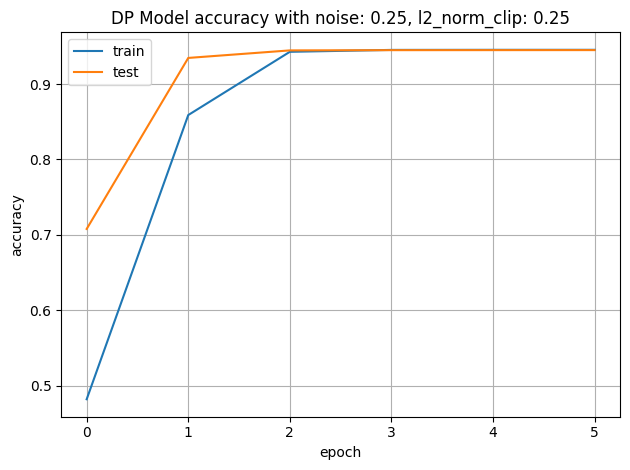 DP Model accuracy with noise: 0.25, l2_norm_clip: 0.25
train
test
accuracy
0.9
0.8
0.7
0.6
0.5
0 1 2 3 4 5
epoch